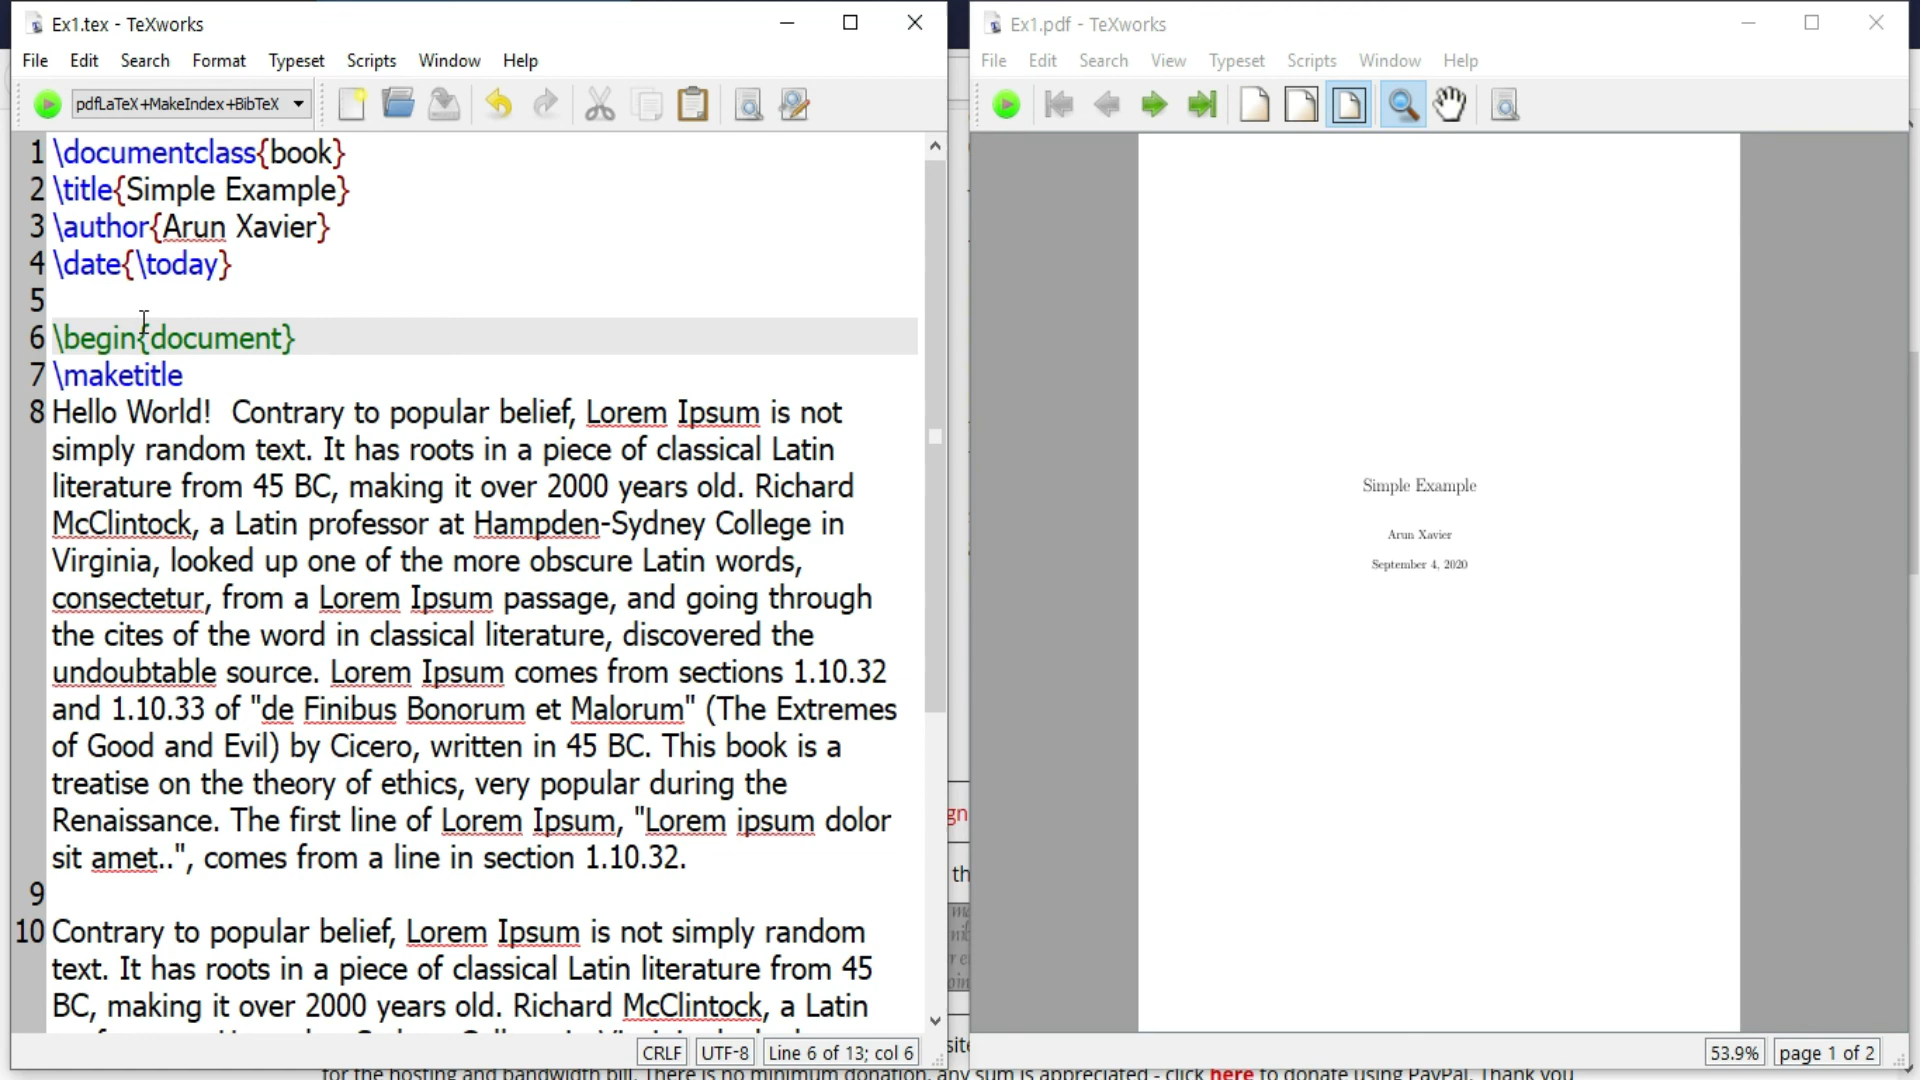 Ex1.tex - TeXworks
File Edit Search Format Typeset Scripts Window Help
pdfLaTeX+MakeIndex+BibTeX
1 \documentclass{book}
2 \title{Simple Example}
3 \author{Arun Xavier}
4 \date{\today}
5
6 \begin{document}
7 \maketitle
8 Hello World!  Contrary to popular belief, Lorem Ipsum is not
simply random text. It has roots in a piece of classical Latin
literature from 45 BC, making it over 2000 years old. Richard
McClintock, a Latin professor at Hampden-Sydney College in
Virginia, looked up one of the more obscure Latin words,
consectetur, from a Lorem Ipsum passage, and going through
the cites of the word in classical literature, discovered the
undoubtable source. Lorem Ipsum comes from sections 1.10.32
and 1.10.33 of "de Finibus Bonorum et Malorum" (The Extremes
of Good and Evil) by Cicero, written in 45 BC. This book is a
treatise on the theory of ethics, very popular during the
Renaissance. The first line of Lorem Ipsum, "Lorem ipsum dolor
sit amet..", comes from a line in section 1.10.32.
9
10 Contrary to popular belief, Lorem Ipsum is not simply random
text. It has roots in a piece of classical Latin literature from 45
BC, making it over 2000 years old. Richard McClintock, a Latin
CRLF UTF-8 Line 6 of 13; col 6
Ex1.pdf - TeXworks
File Edit Search View Typeset Scripts Window Help
Simple Example
Arun Xavier
September 4, 2020
53.9% page 1 of 2
for the hosting and bandwidth bill. There is no minimum donation, any sum is appreciated - click here to donate using PayPal. Thank you